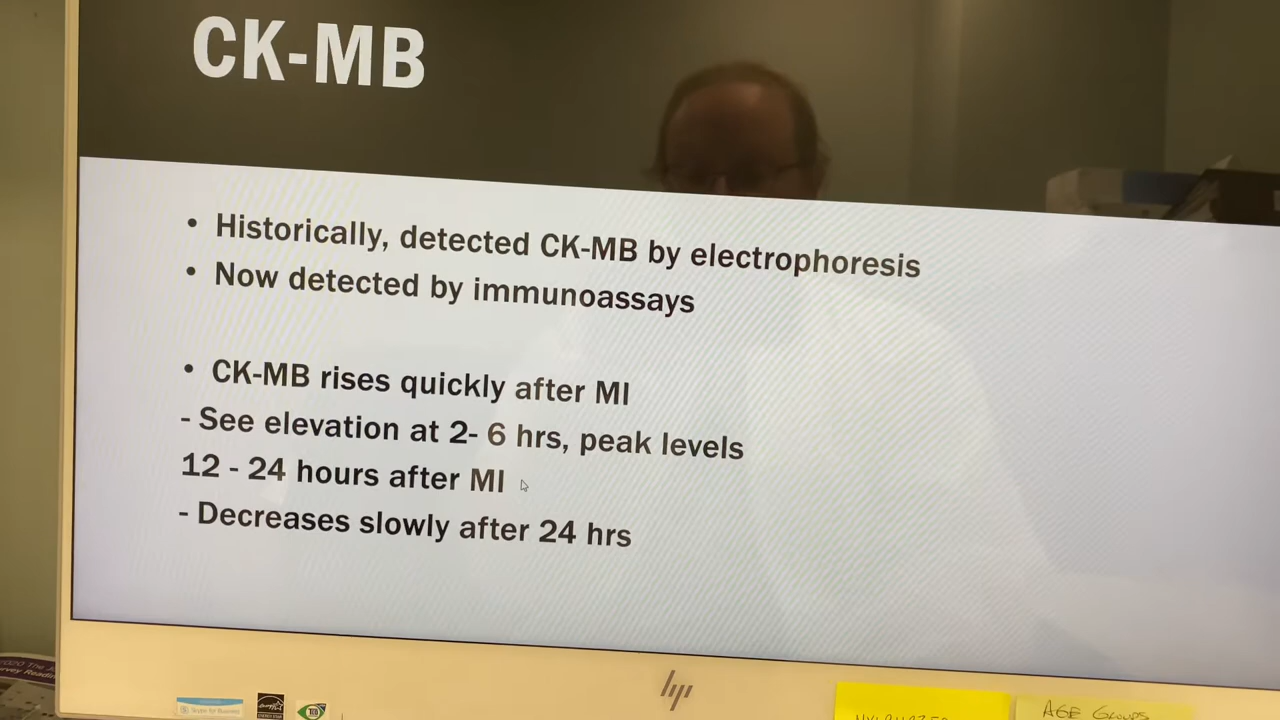 CK-MB
• Historically, detected CK-MB by electrophoresis
• Now detected by immunoassays
• CK-MB rises quickly after MI
- See elevation at 2- 6 hrs, peak levels
12 - 24 hours after MI
- Decreases slowly after 24 hrs
hp
AGE GROUPS